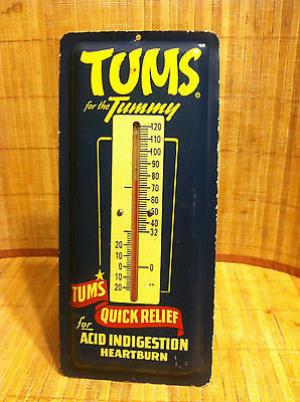 TUMS®
for the Tummy
120
110
100
90
80
70
60
50
40
32
20
10
0
10
20
0
TUMS
QUICK RELIEF
for
ACID INDIGESTION
HEARTBURN